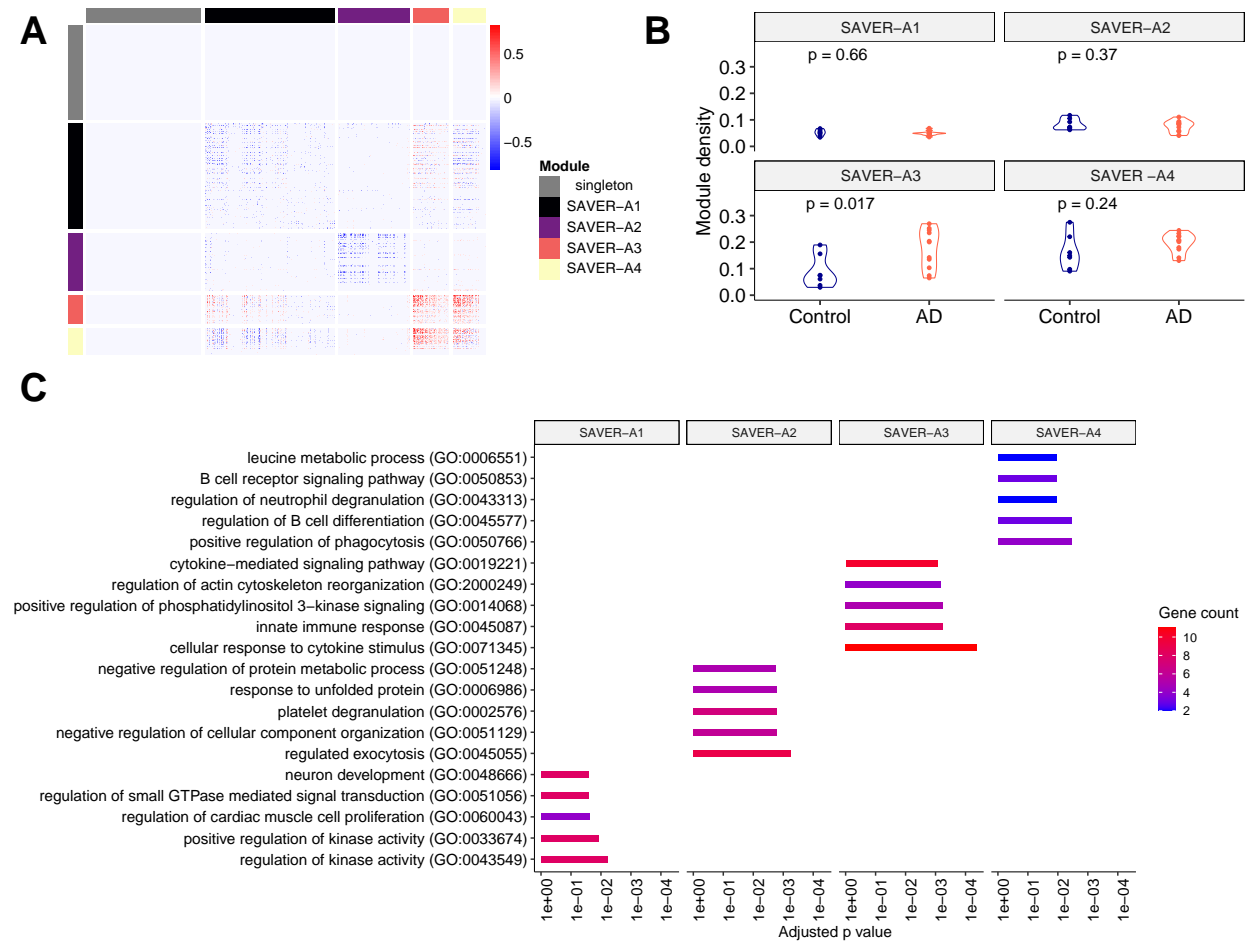 A
0.5
0
−0.5
Module
singleton
SAVER−A1
SAVER−A2
SAVER−A3
SAVER−A4
B
Module density
SAVER−A1
SAVER−A2
p = 0.66
p = 0.37
0.3
0.2
0.1
0.0
SAVER−A3
SAVER −A4
p = 0.017
p = 0.24
0.3
0.2
0.1
0.0
Control
AD
Control
AD
C
SAVER−A1
SAVER−A2
SAVER−A3
SAVER−A4
leucine metabolic process (GO:0006551)
B cell receptor signaling pathway (GO:0050853)
regulation of neutrophil degranulation (GO:0043313)
regulation of B cell differentiation (GO:0045577)
positive regulation of phagocytosis (GO:0050766)
cytokine−mediated signaling pathway (GO:0019221)
regulation of actin cytoskeleton reorganization (GO:2000249)
positive regulation of phosphatidylinositol 3−kinase signaling (GO:0014068)
innate immune response (GO:0045087)
cellular response to cytokine stimulus (GO:0071345)
negative regulation of protein metabolic process (GO:0051248)
response to unfolded protein (GO:0006986)
platelet degranulation (GO:0002576)
negative regulation of cellular component organization (GO:0051129)
regulated exocytosis (GO:0045055)
neuron development (GO:0048666)
regulation of small GTPase mediated signal transduction (GO:0051056)
regulation of cardiac muscle cell proliferation (GO:0060043)
positive regulation of kinase activity (GO:0033674)
regulation of kinase activity (GO:0043549)
1e+00
1e−01
1e−02
1e−03
1e−04
1e+00
1e−01
1e−02
1e−03
1e−04
1e+00
1e−01
1e−02
1e−03
1e−04
1e+00
1e−01
1e−02
1e−03
1e−04
Adjusted p value
Gene count
10
8
6
4
2